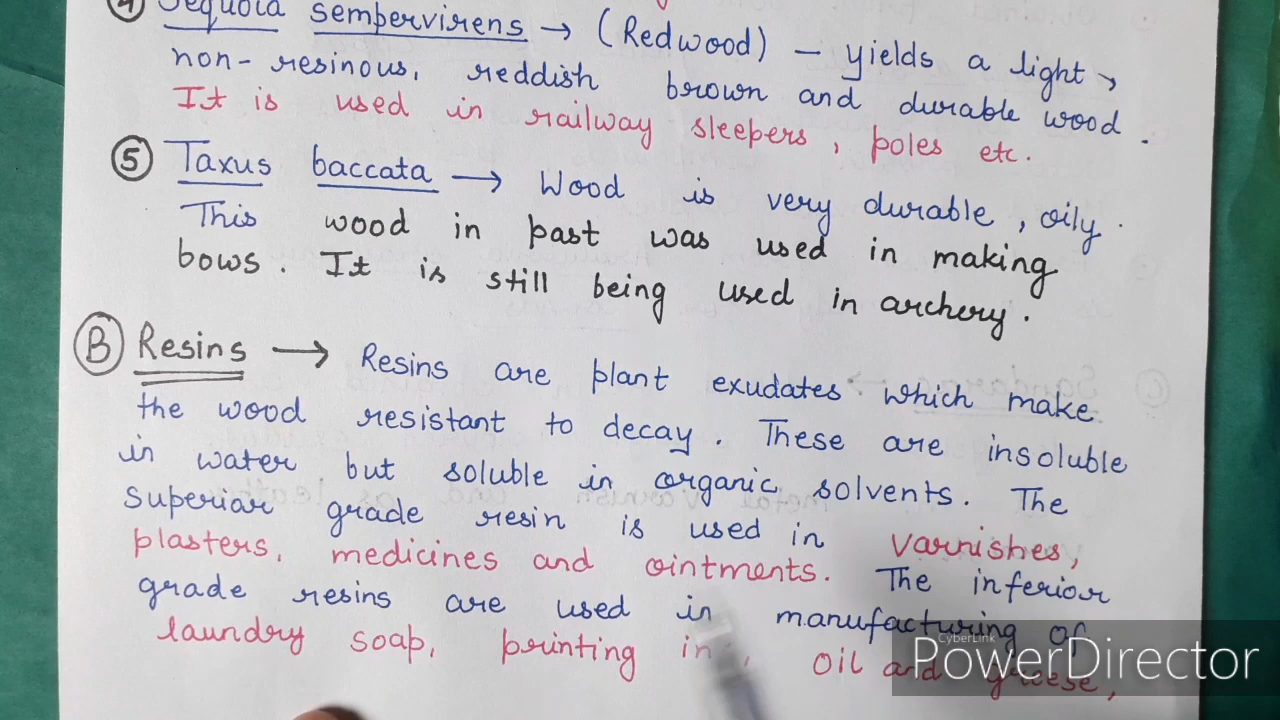 ④ Sequoia sempervirens → (Redwood) – yields a light,
non-resinous, reddish brown and durable wood.
It is used in railway sleepers, poles etc.
⑤ Taxus baccata → Wood is very durable, oily.
This wood in past was used in making
bows. It is still being used in archery.
Ⓑ Resins → Resins are plant exudates which make
the wood resistant to decay. These are insoluble
in water but soluble in organic solvents. The
superior grade resin is used in varnishes,
plasters, medicines and ointments. The inferior
grade resins are used in manufacturing of
laundry soap, printing in , oil and greese,
CyberLink
PowerDirector